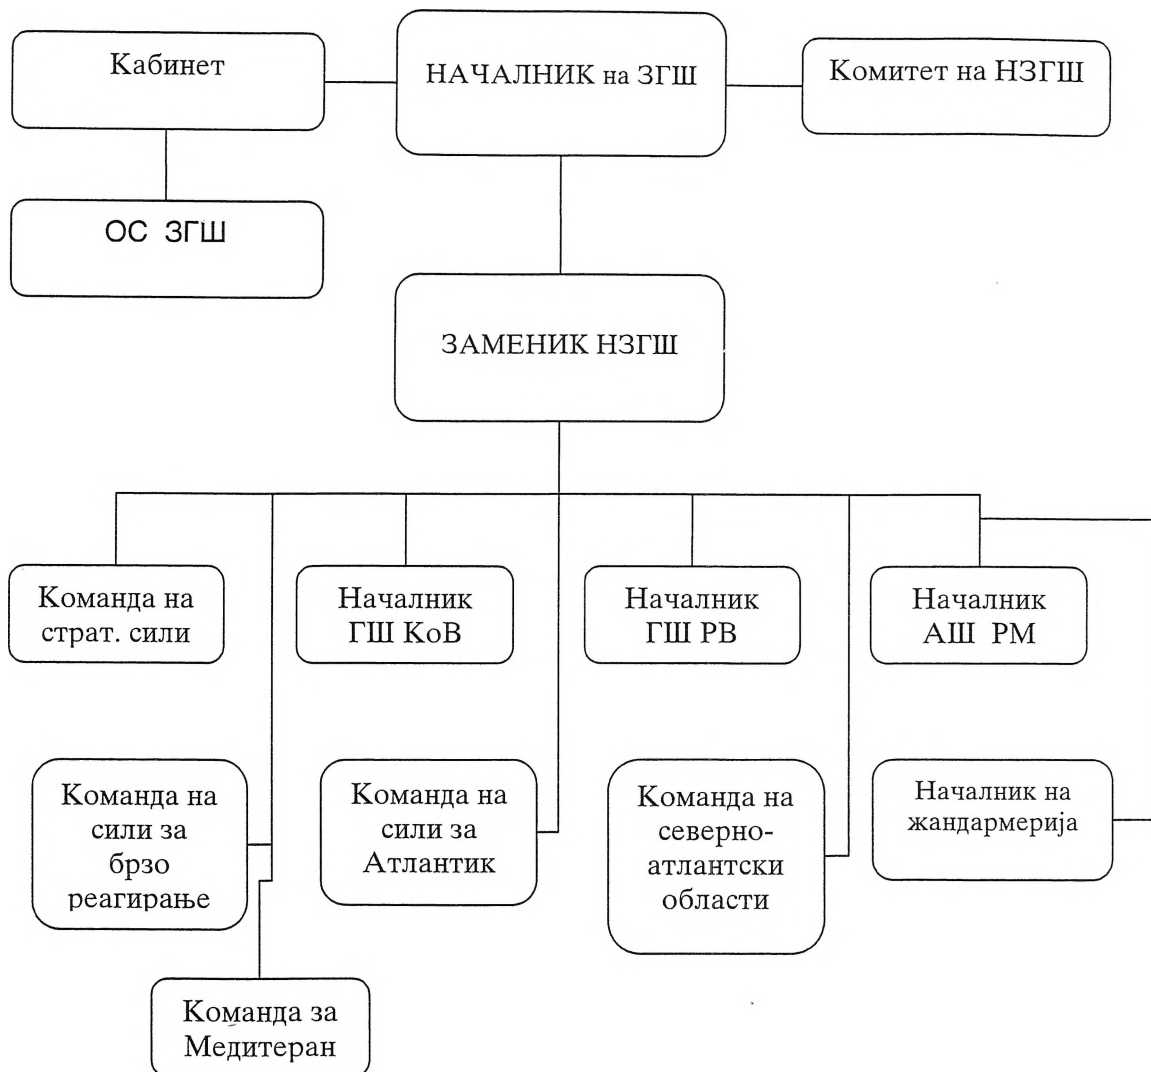 Кабинет
НАЧАЛНИК на ЗГШ
Комитет на НЗГШ
ОС ЗГШ
ЗАМЕНИК НЗГШ
Команда на
страт. сили
Началник
ГШ КоВ
Началник
ГШ РВ
Началник
АШ РМ
Команда на
сили за
брзо
реагирање
Команда на
сили за
Атлантик
Команда на
северно-
атлантски
области
Началник на
жандармерија
Команда за
Медитеран